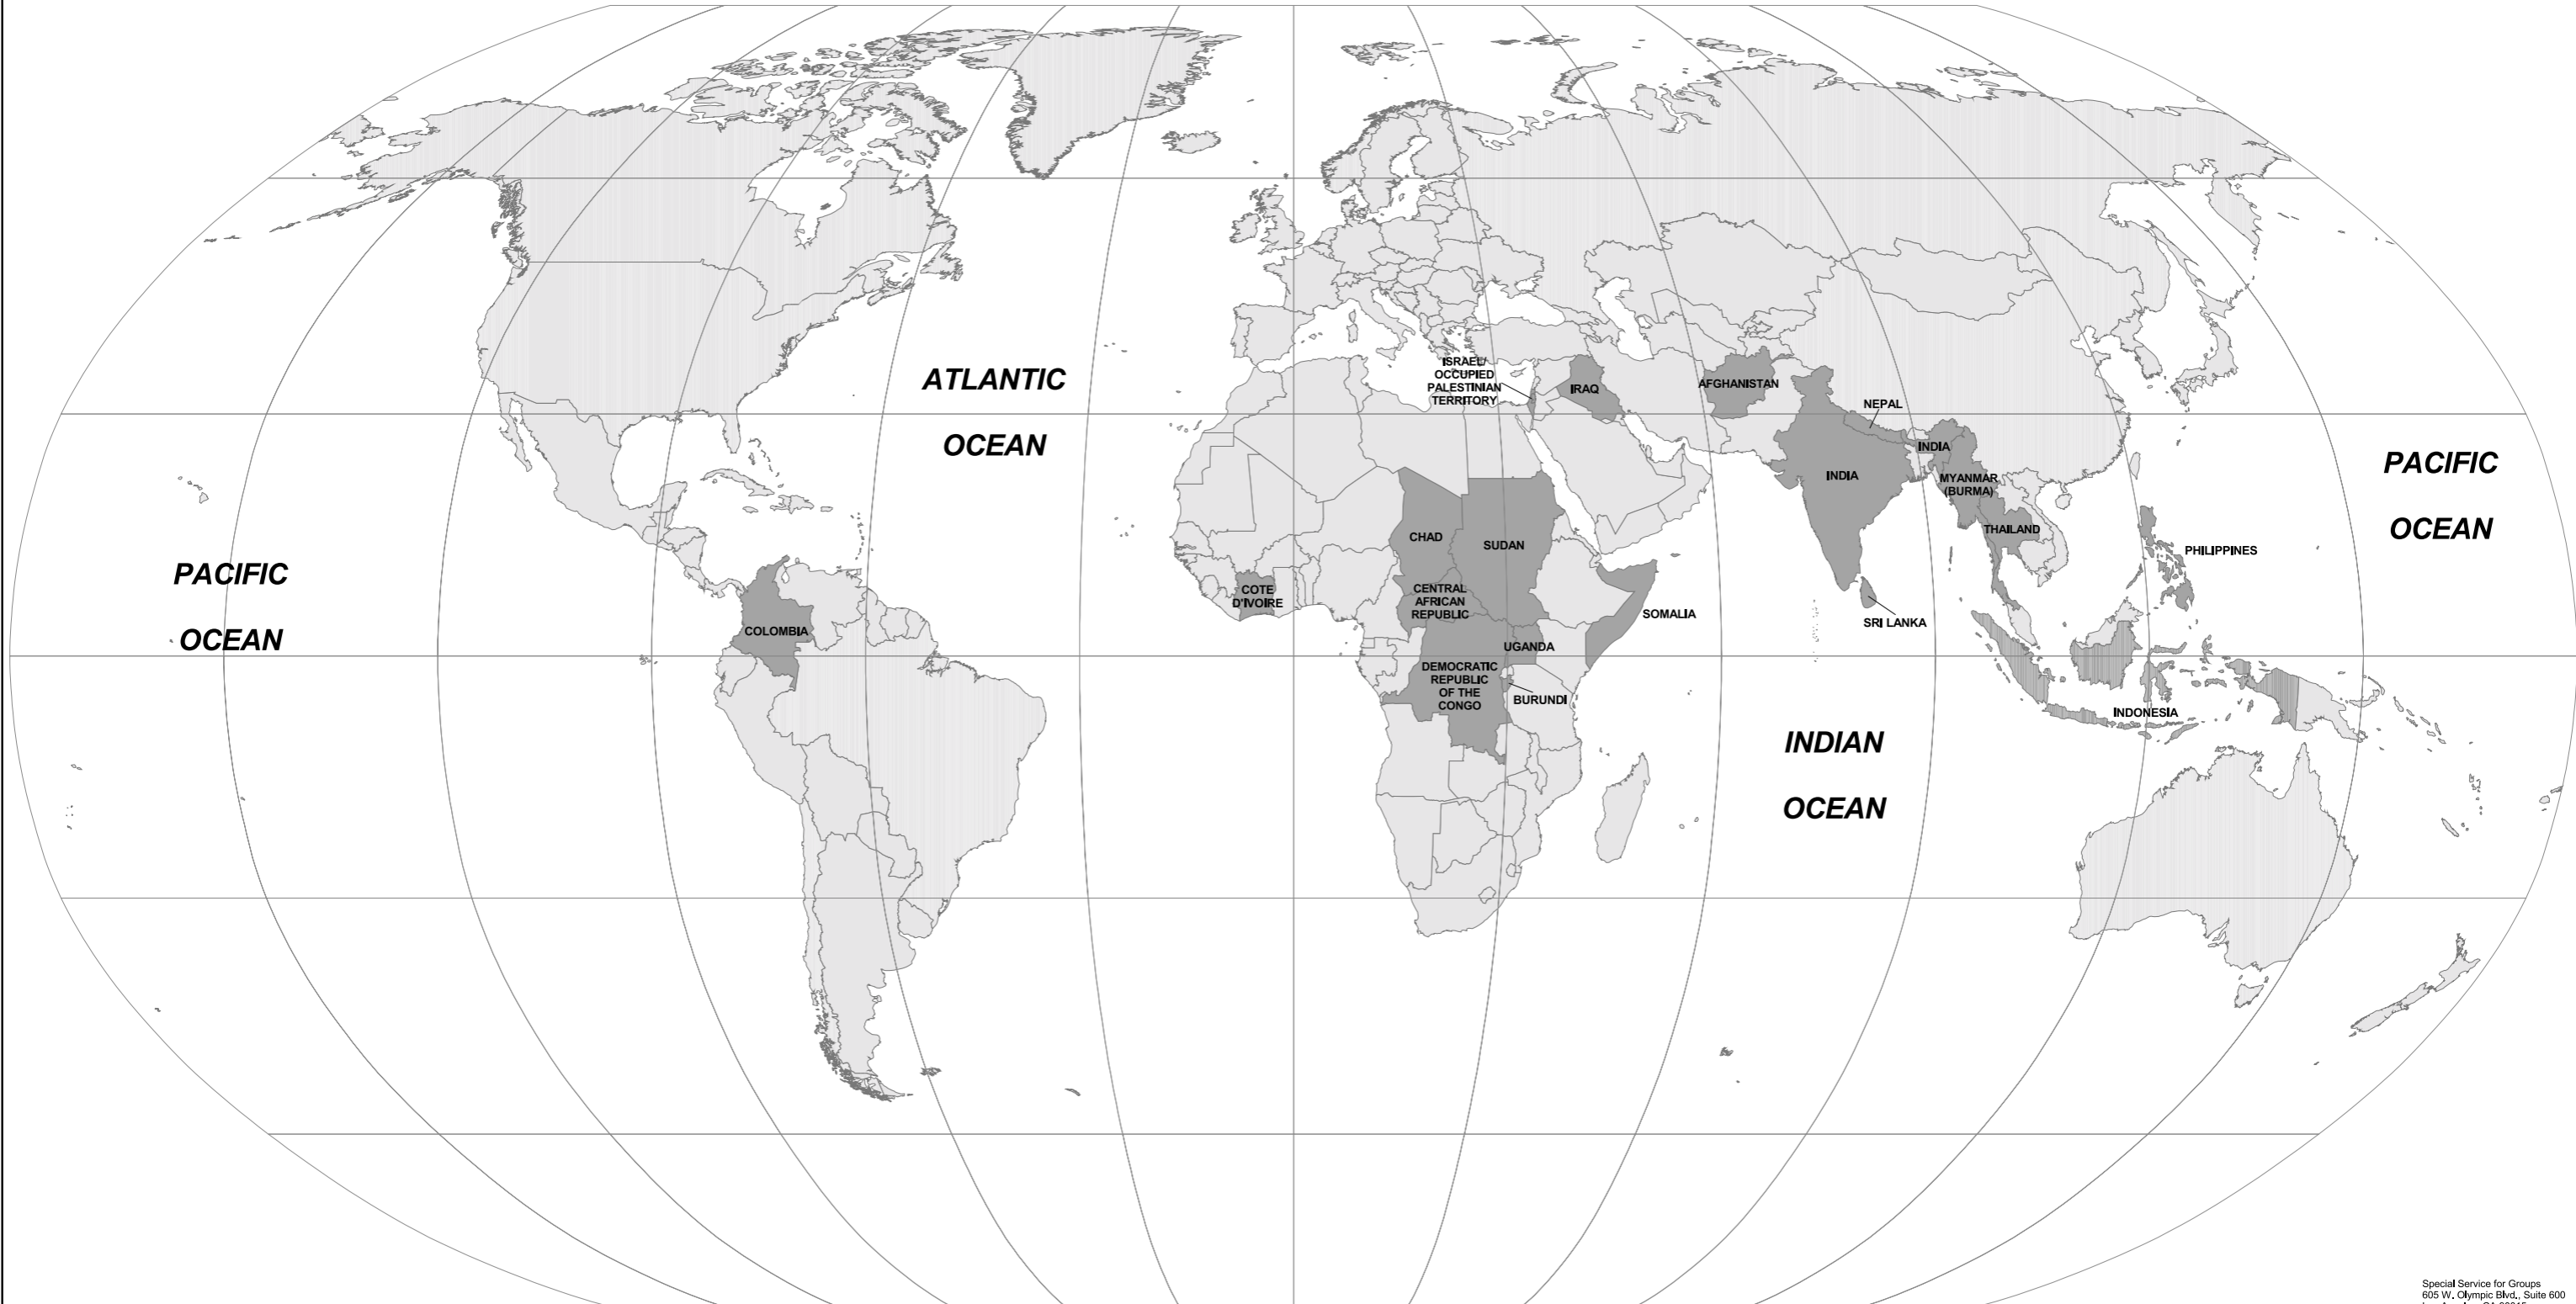 ATLANTIC
OCEAN
ISRAEL/
OCCUPIED
PALESTINIAN
TERRITORY
IRAQ
AFGHANISTAN
NEPAL
INDIA
INDIA
MYANMAR
(BURMA)
THAILAND
PHILIPPINES
PACIFIC
OCEAN
PACIFIC
OCEAN
COLOMBIA
COTE
D'IVOIRE
CHAD
SUDAN
CENTRAL
AFRICAN
REPUBLIC
SOMALIA
UGANDA
DEMOCRATIC
REPUBLIC
OF THE
CONGO
BURUNDI
SRI LANKA
INDONESIA
INDIAN
OCEAN
Special Service for Groups
605 W. Olympic Blvd., Suite 600